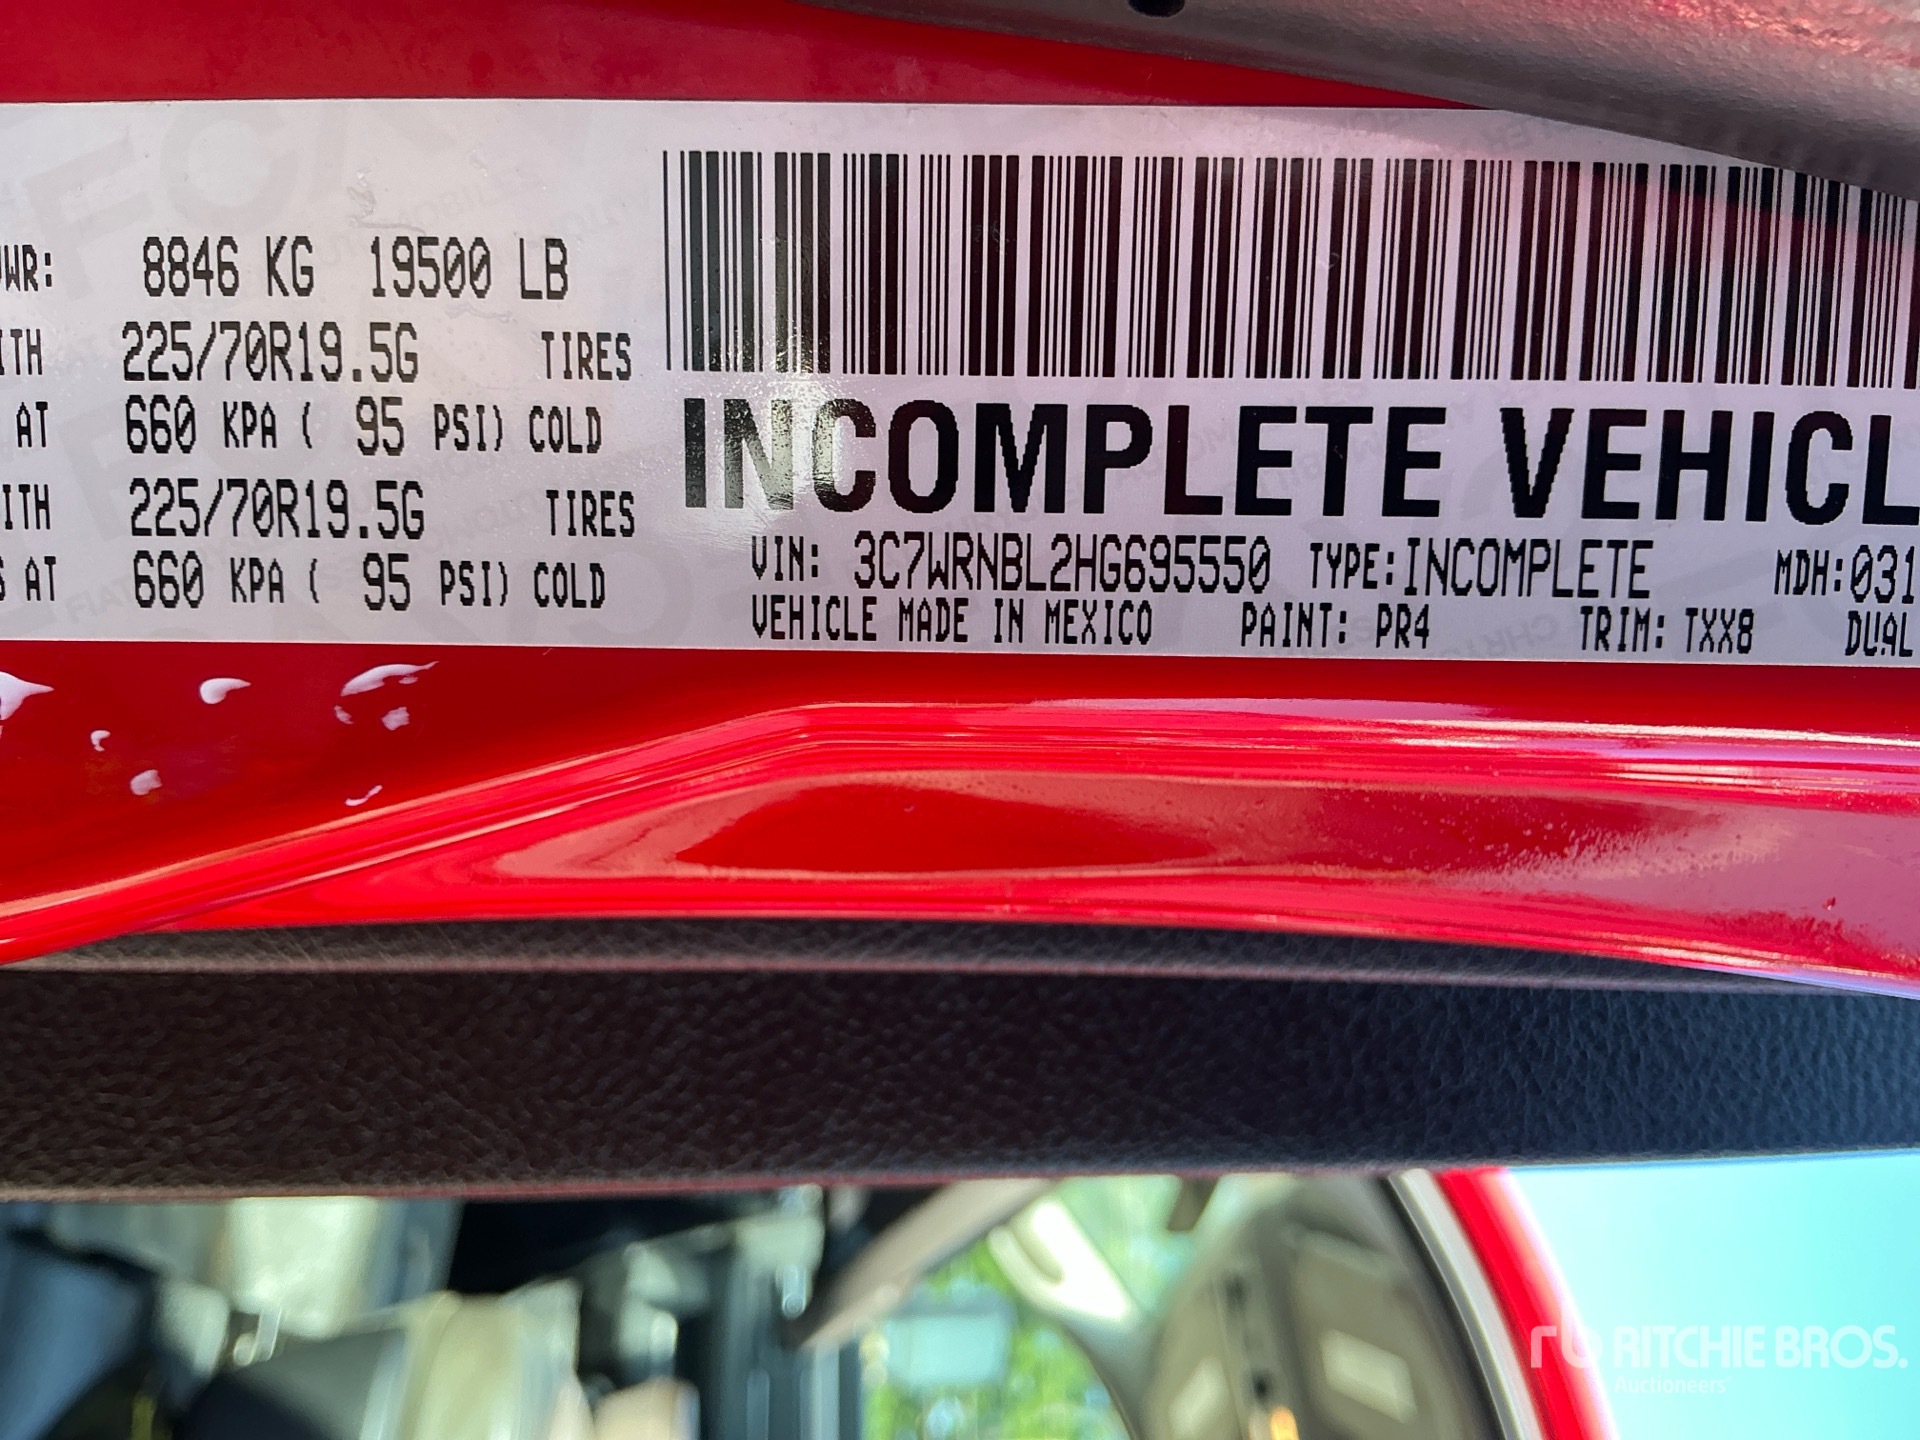 WR: 8846 KG 19500 LB
ITH 225/70R19.5G TIRES
AT 660 KPA ( 95 PSI) COLD
ITH 225/70R19.5G TIRES
S AT 660 KPA ( 95 PSI) COLD
INCOMPLETE VEHICL
VIN: 3C7WRNBL2HG695550 TYPE:INCOMPLETE MDH:031
VEHICLE MADE IN MEXICO PAINT: PR4 TRIM: TXX8 DUAL
RITCHIE BROS.
Auctioneers